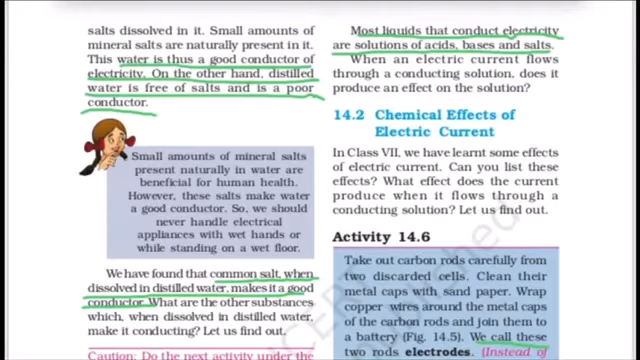 salts dissolved in it. Small amounts of
mineral salts are naturally present in it.
This water is thus a good conductor of
electricity. On the other hand, distilled
water is free of salts and is a poor
conductor.
Small amounts of mineral salts
present naturally in water are
beneficial for human health.
However, these salts make water
a good conductor. So, we should
never handle electrical
appliances with wet hands or
while standing on a wet floor.
We have found that common salt, when
dissolved in distilled water, makes it a good
conductor. What are the other substances
which, when dissolved in distilled water,
make it conducting? Let us find out.
Caution: Do the next activity under the
Most liquids that conduct electricity
are solutions of acids, bases and salts.
When an electric current flows
through a conducting solution, does it
produce an effect on the solution?
14.2 Chemical Effects of
Electric Current
In Class VII, we have learnt some effects
of electric current. Can you list these
effects? What effect does the current
produce when it flows through a
conducting solution? Let us find out.
Activity 14.6
Take out carbon rods carefully from
two discarded cells. Clean their
metal caps with sand paper. Wrap
copper wires around the metal caps
of the carbon rods and join them to
a battery (Fig. 14.5). We call these
two rods electrodes. (Instead of